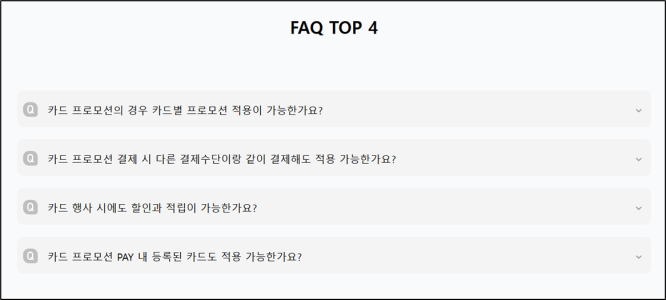 FAQ TOP 4
Q 카드 프로모션의 경우 카드별 프로모션 적용이 가능한가요?
Q 카드 프로모션 결제 시 다른 결제수단이랑 같이 결제해도 적용 가능한가요?
Q 카드 행사 시에도 할인과 적립이 가능한가요?
Q 카드 프로모션 PAY 내 등록된 카드도 적용 가능한가요?